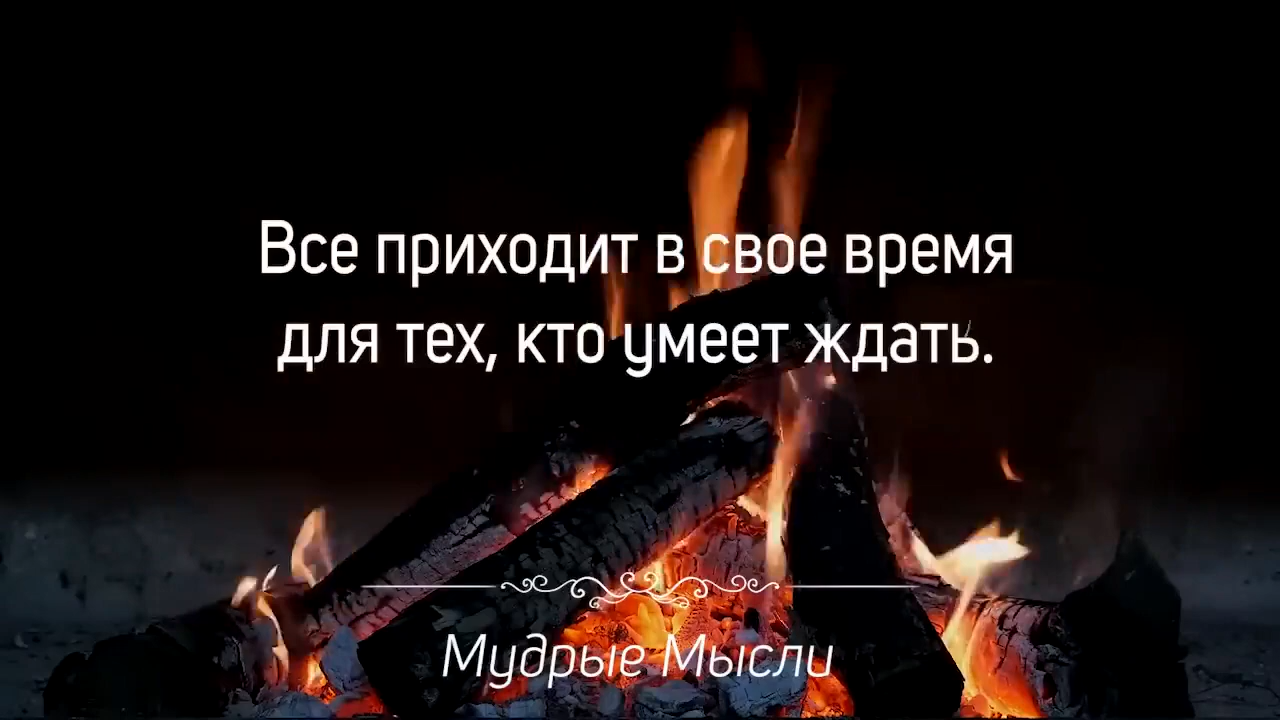 Все приходит в свое время
для тех, кто умеет ждать.
Мудрые Мысли